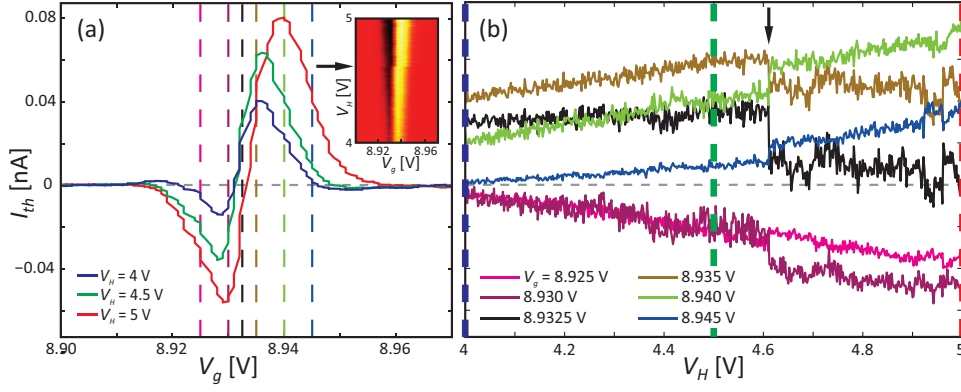 (a)
0.08
0.04
0
−0.04
I_th [nA]
V_H = 4 V
V_H = 4.5 V
V_H = 5 V
8.90
8.92
8.94
8.96
V_g [V]
5
4
V_H [V]
8.93
8.96
V_g [V]
(b)
V_g = 8.925 V
8.930 V
8.9325 V
8.935 V
8.940 V
8.945 V
4
4.2
4.4
4.6
4.8
5
V_H [V]